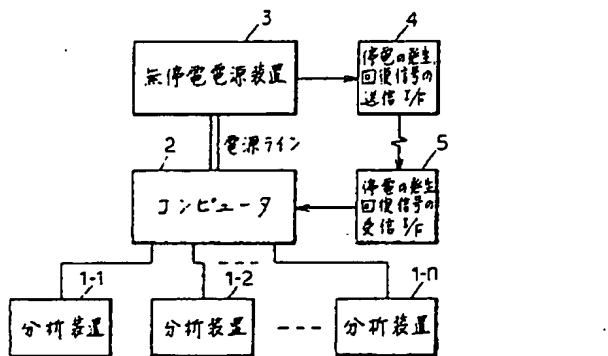 3
無停電電源装置
4
停電の発生
回復信号の
送信 I/F
2
電源ライン
5
コンピュータ
停電の発生
回復信号の
受信 I/F
1-1
分析装置
1-2
分析装置
1-n
分析装置